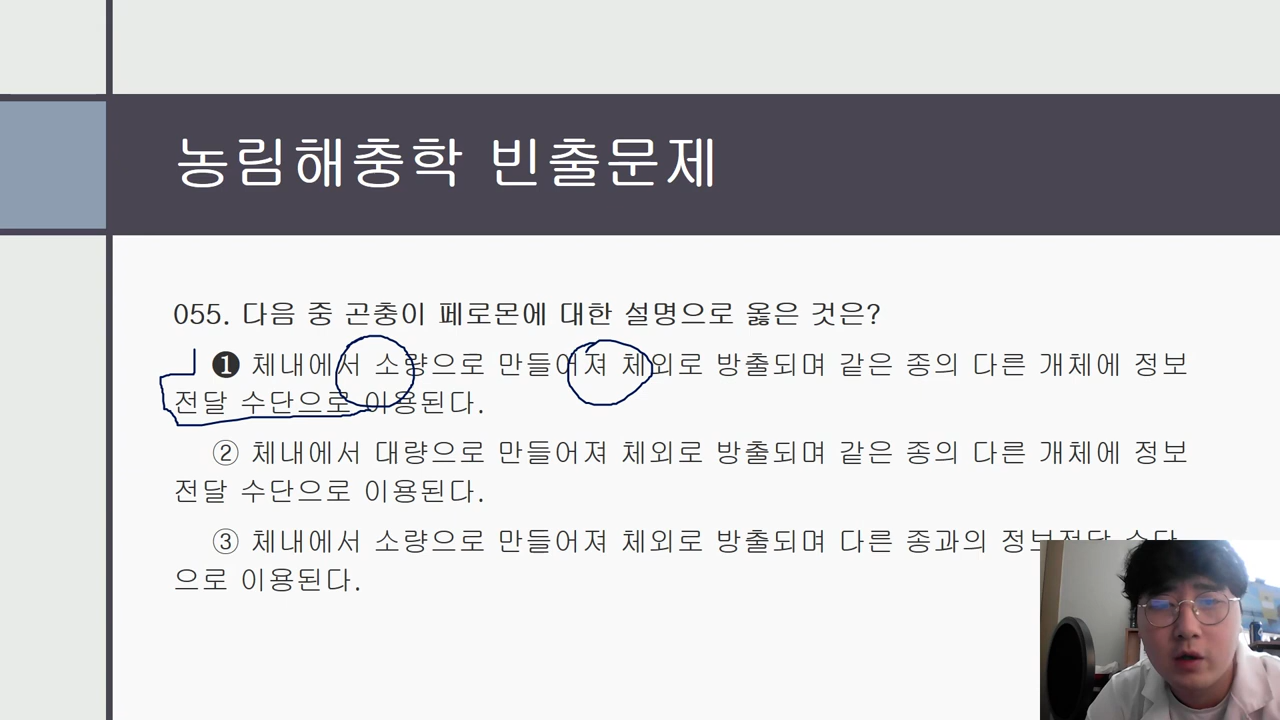 농림해충학 빈출문제
055. 다음 중 곤충이 페로몬에 대한 설명으로 옳은 것은?
❶ 체내에서 소량으로 만들어져 체외로 방출되며 같은 종의 다른 개체에 정보
전달 수단으로 이용된다.
② 체내에서 대량으로 만들어져 체외로 방출되며 같은 종의 다른 개체에 정보
전달 수단으로 이용된다.
③ 체내에서 소량으로 만들어져 체외로 방출되며 다른 종과의 정보전달 수단
으로 이용된다.